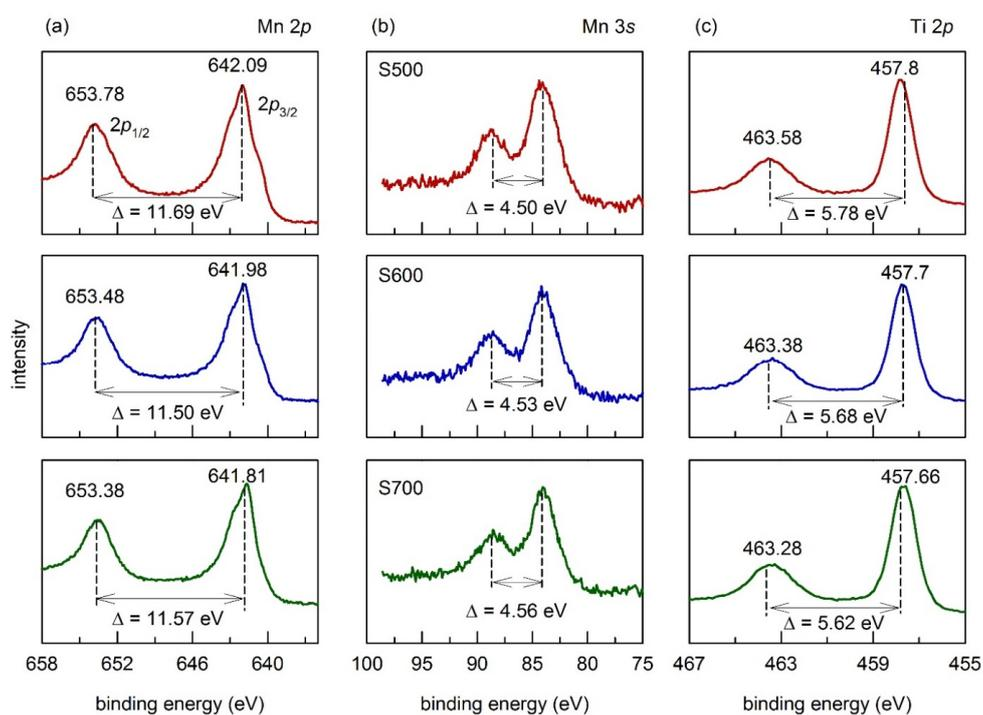 (a)
Mn 2p
(b)
Mn 3s
(c)
Ti 2p
653.78
2p1/2
642.09
2p3/2
Δ = 11.69 eV
S500
Δ = 4.50 eV
457.8
463.58
Δ = 5.78 eV
653.48
641.98
Δ = 11.50 eV
S600
Δ = 4.53 eV
457.7
463.38
Δ = 5.68 eV
intensity
653.38
641.81
Δ = 11.57 eV
S700
Δ = 4.56 eV
457.66
463.28
Δ = 5.62 eV
658 652 646 640
100 95 90 85 80 75
467 463 459 455
binding energy (eV)
binding energy (eV)
binding energy (eV)